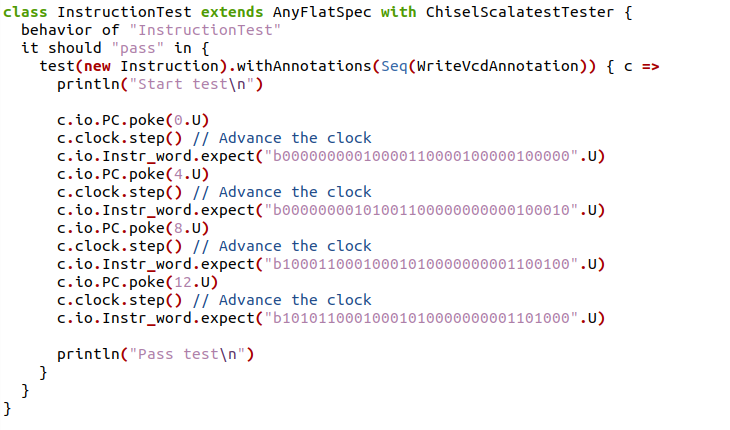 class InstructionTest extends AnyFlatSpec with ChiselScalatestTester {
  behavior of "InstructionTest"
  it should "pass" in {
    test(new Instruction).withAnnotations(Seq(WriteVcdAnnotation)) { c =>
      println("Start test\n")

      c.io.PC.poke(0.U)
      c.clock.step() // Advance the clock
      c.io.Instr_word.expect("b00000000010000110000100000100000".U)
      c.io.PC.poke(4.U)
      c.clock.step() // Advance the clock
      c.io.Instr_word.expect("b00000000101001100000000000100010".U)
      c.io.PC.poke(8.U)
      c.clock.step() // Advance the clock
      c.io.Instr_word.expect("b10001100010001010000000001100100".U)
      c.io.PC.poke(12.U)
      c.clock.step() // Advance the clock
      c.io.Instr_word.expect("b10101100010001010000000001101000".U)

      println("Pass test\n")
    }
  }
}